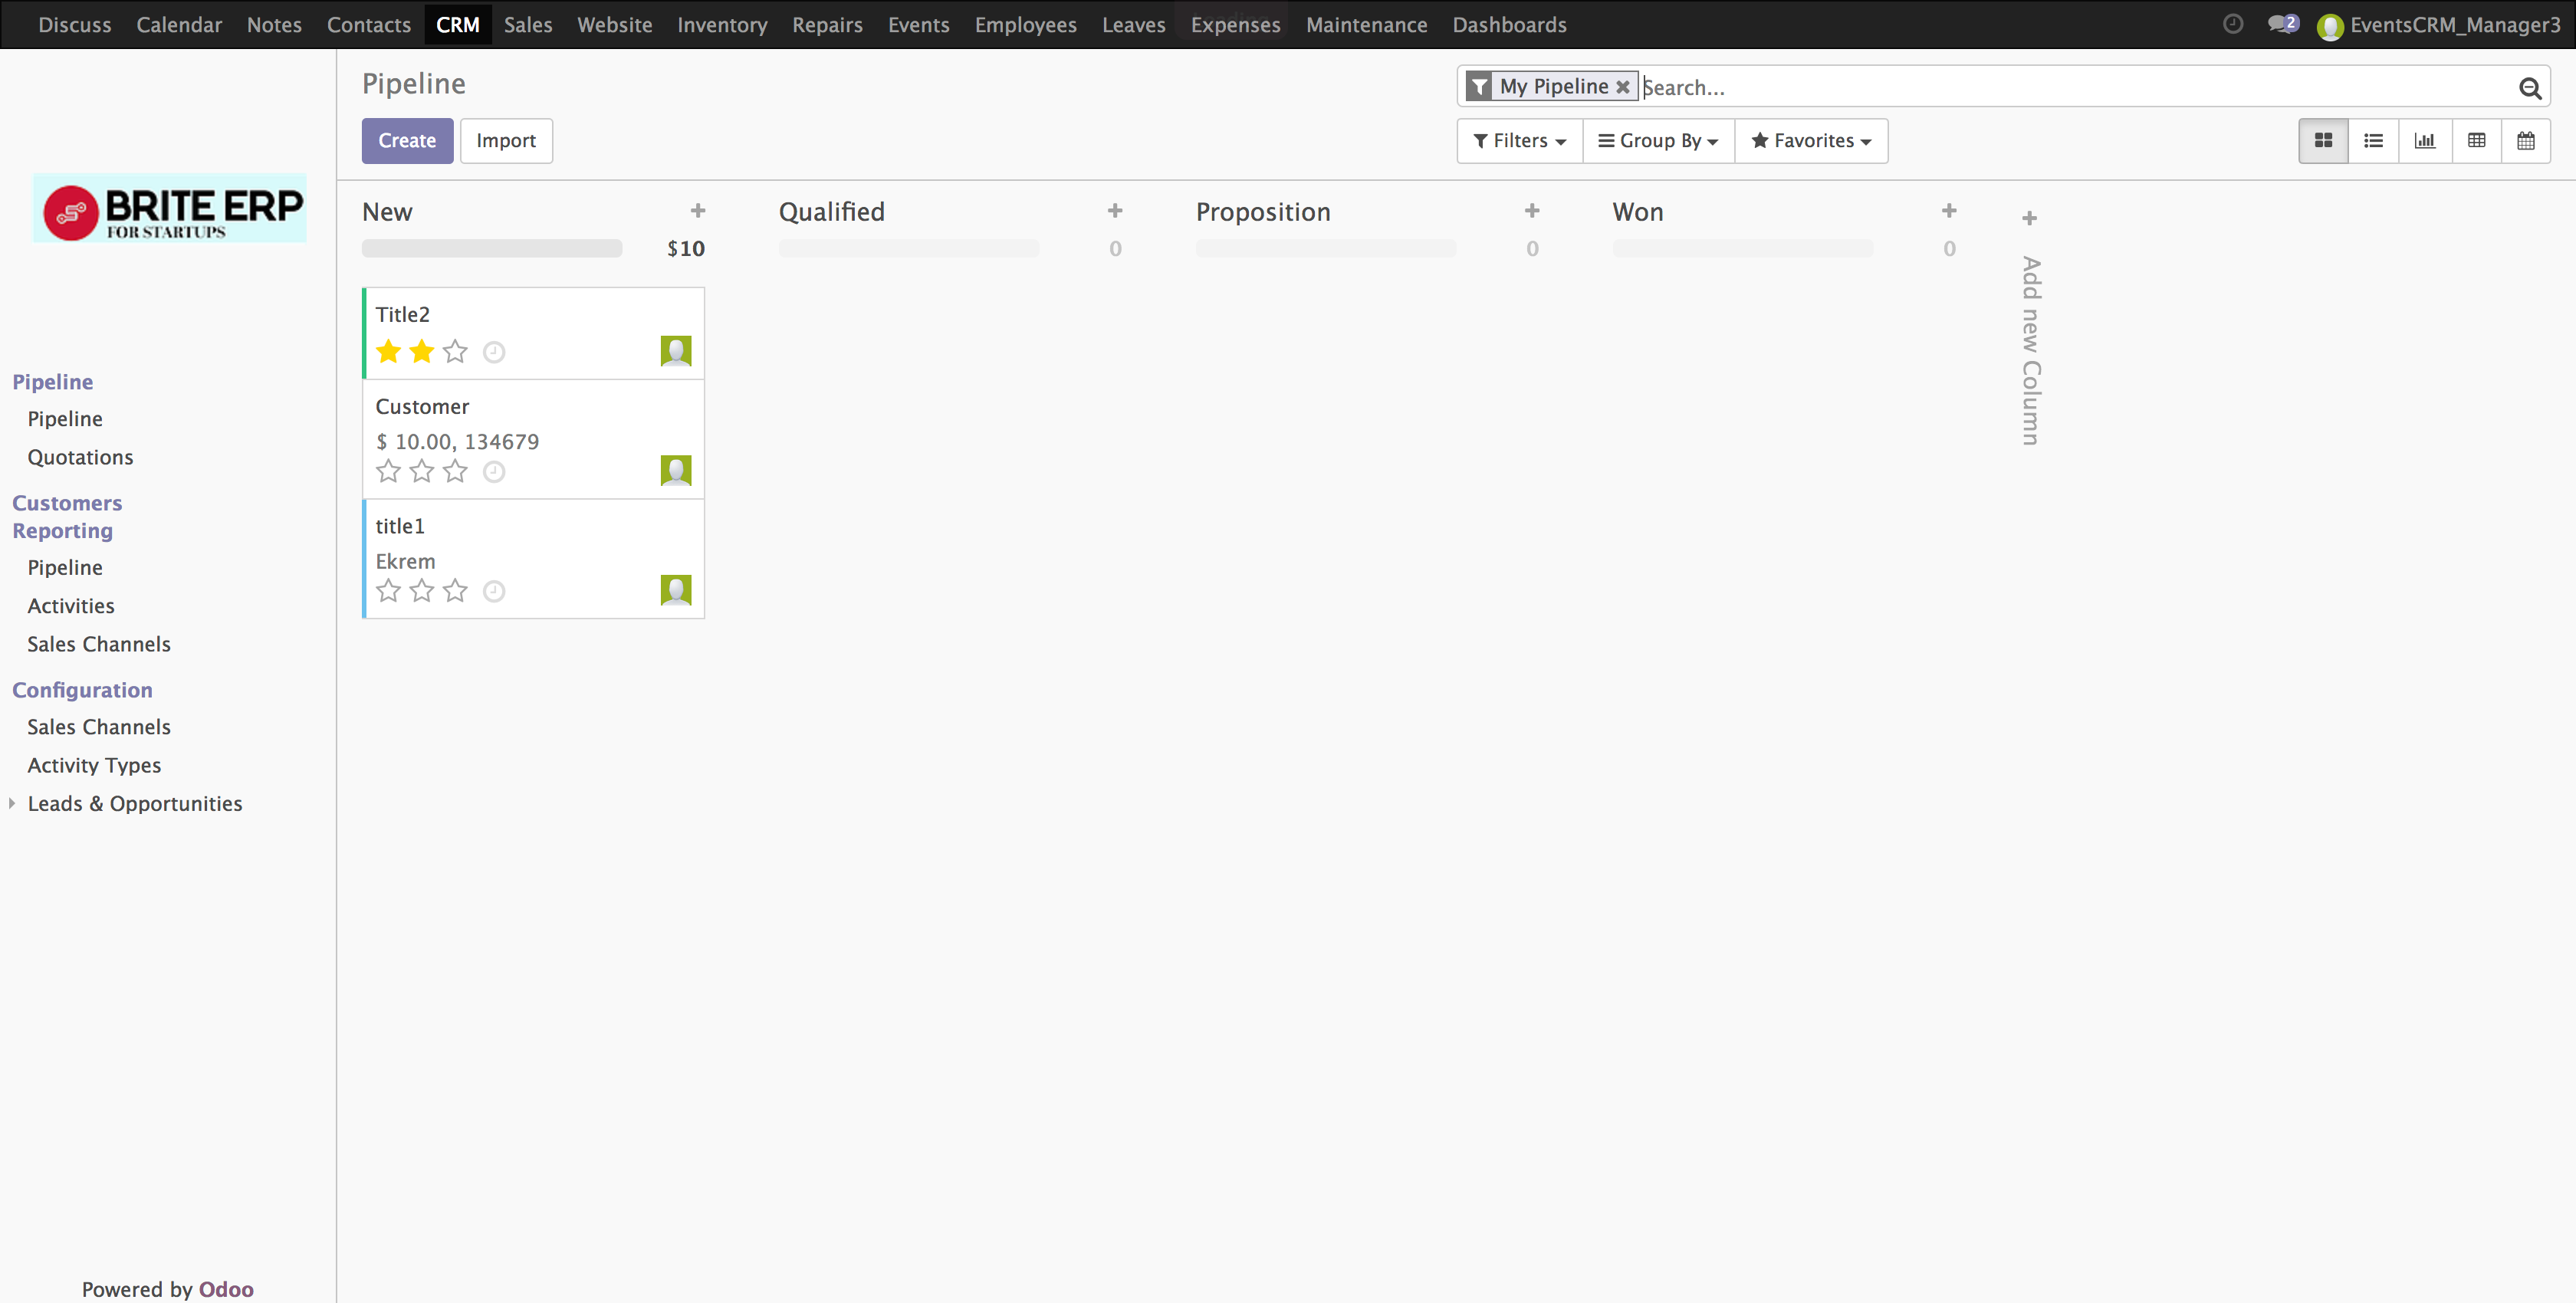 Discuss Calendar Notes Contacts CRM Sales Website Inventory Repairs Events Employees Leaves Expenses Maintenance Dashboards 2 EventsCRM_Manager3
Pipeline
My Pipeline Search...
Create Import
Filters Group By Favorites
BRITE ERP
FOR STARTUPS
Pipeline
Pipeline
Quotations
Customers
Reporting
Pipeline
Activities
Sales Channels
Configuration
Sales Channels
Activity Types
Leads & Opportunities
Powered by Odoo
New
$10
Title2
Customer
$ 10.00, 134679
title1
Ekrem
Qualified
0
Proposition
0
Won
0
Add new Column